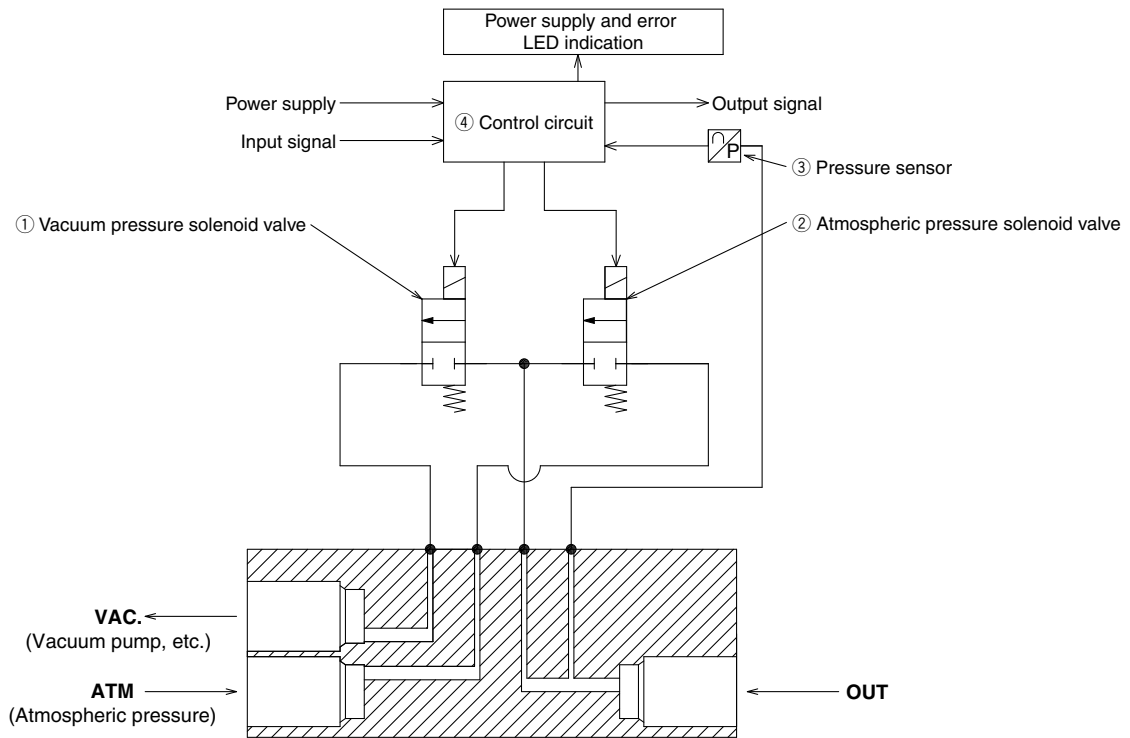 Power supply and error
LED indication
Power supply
④ Control circuit
Output signal
Input signal
P
③ Pressure sensor
① Vacuum pressure solenoid valve
② Atmospheric pressure solenoid valve
VAC.
(Vacuum pump, etc.)
ATM
(Atmospheric pressure)
OUT